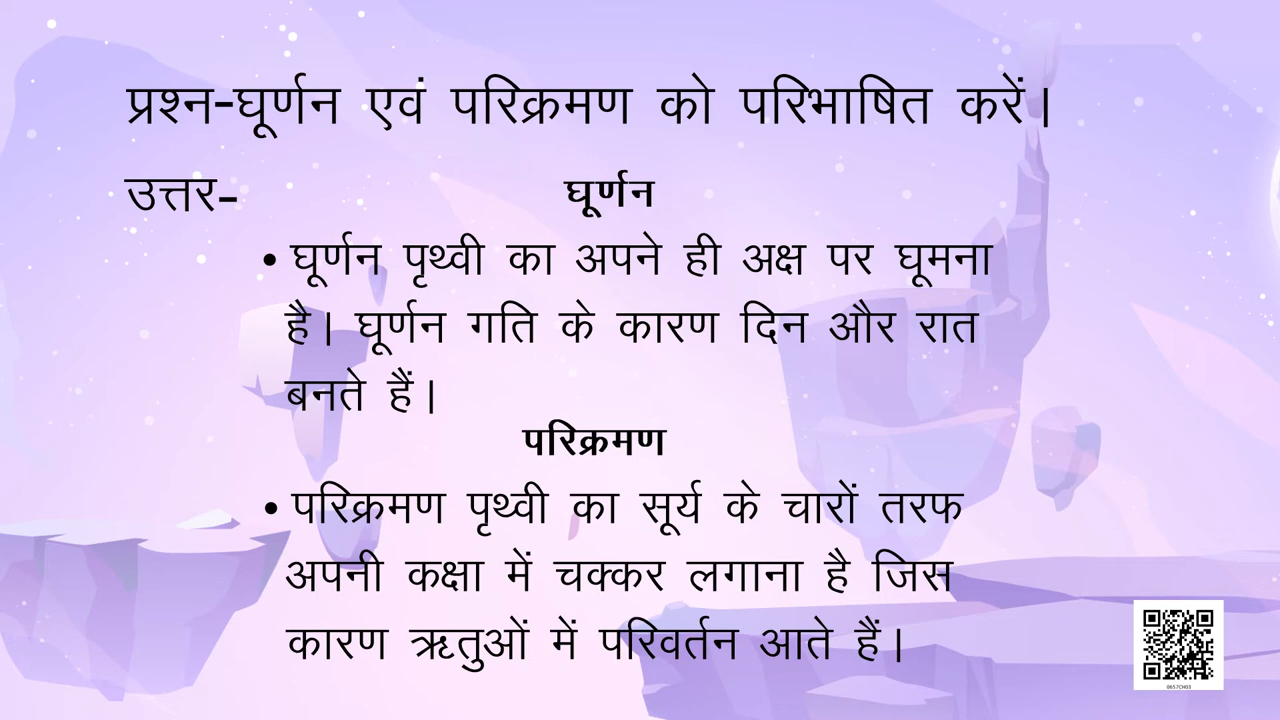 प्रश्न-घूर्णन एवं परिक्रमण को परिभाषित करें।
उत्तर-
घूर्णन
• घूर्णन पृथ्वी का अपने ही अक्ष पर घूमना
है। घूर्णन गति के कारण दिन और रात
बनते हैं।
परिक्रमण
• परिक्रमण पृथ्वी का सूर्य के चारों तरफ
अपनी कक्षा में चक्कर लगाना है जिस
कारण ऋतुओं में परिवर्तन आते हैं।
0657CH03